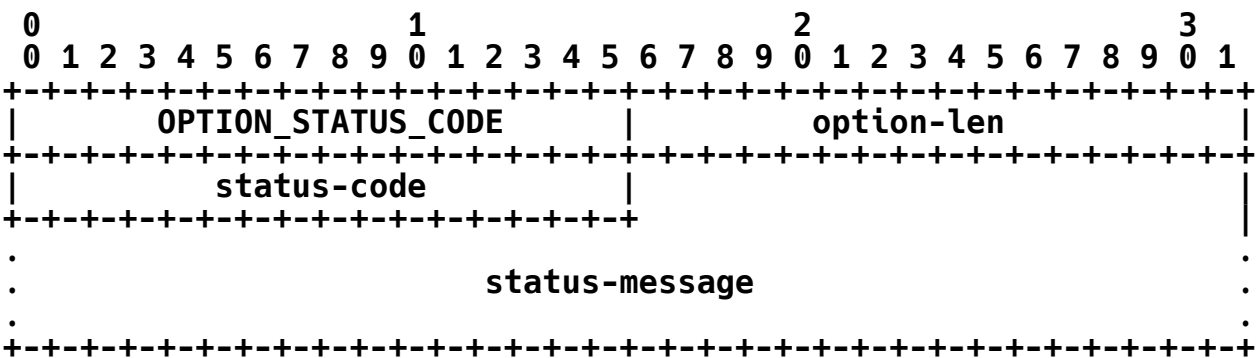 0                   1                   2                   3
 0 1 2 3 4 5 6 7 8 9 0 1 2 3 4 5 6 7 8 9 0 1 2 3 4 5 6 7 8 9 0 1
+-+-+-+-+-+-+-+-+-+-+-+-+-+-+-+-+-+-+-+-+-+-+-+-+-+-+-+-+-+-+-+-+
|       OPTION_STATUS_CODE      |         option-len            |
+-+-+-+-+-+-+-+-+-+-+-+-+-+-+-+-+-+-+-+-+-+-+-+-+-+-+-+-+-+-+-+-+
|          status-code          |                               |
+-+-+-+-+-+-+-+-+-+-+-+-+-+-+-+-+                               |
.                                                               .
.                        status-message                         .
.                                                               .
+-+-+-+-+-+-+-+-+-+-+-+-+-+-+-+-+-+-+-+-+-+-+-+-+-+-+-+-+-+-+-+-+